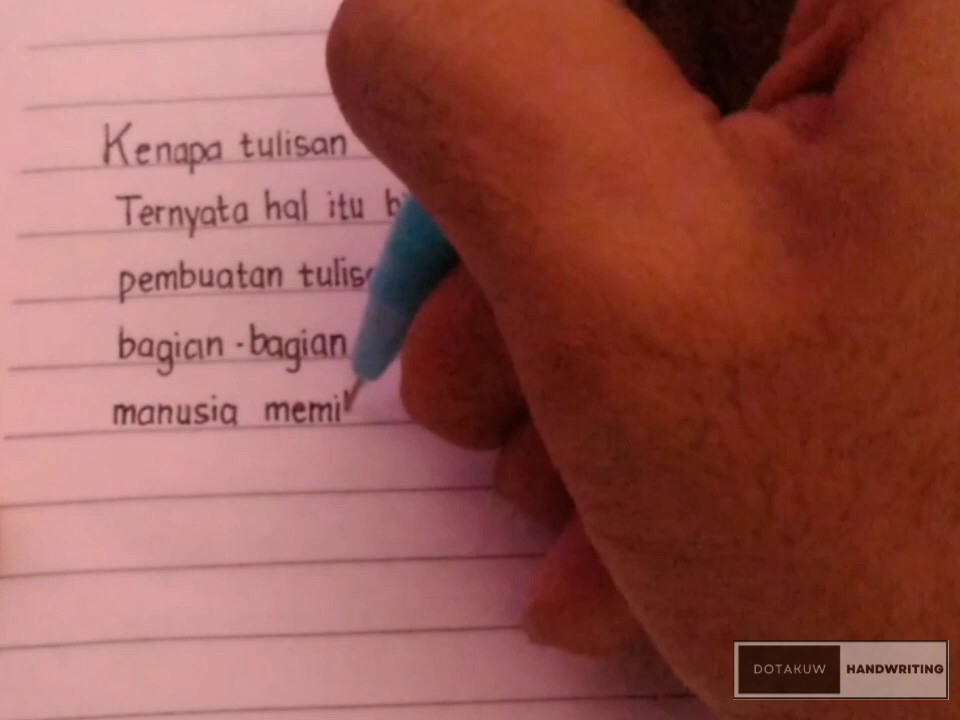 Kenapa tulisan
Ternyata hal itu
pembuatan
bagian-bagian
manusia
DOTAKUW HANDWRITING